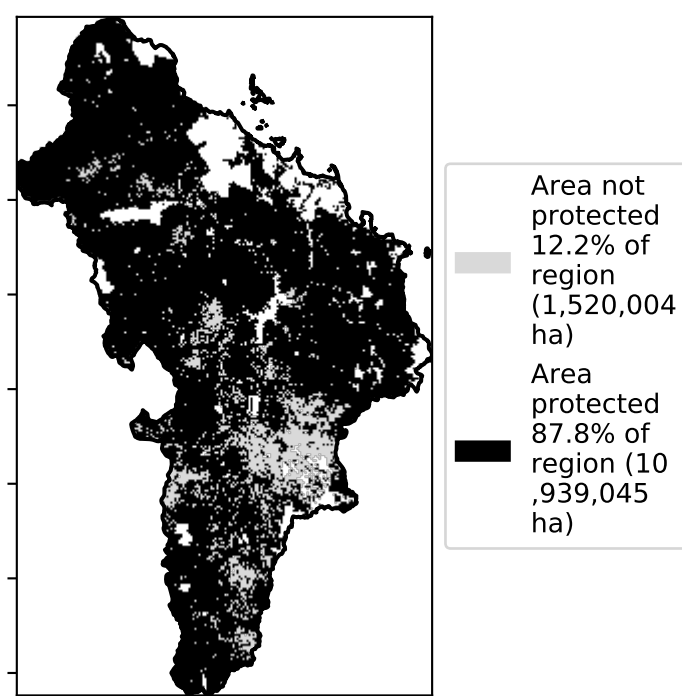 Area not
protected
12.2% of
region
(1,520,004
ha)
Area
protected
87.8% of
region (10
,939,045
ha)